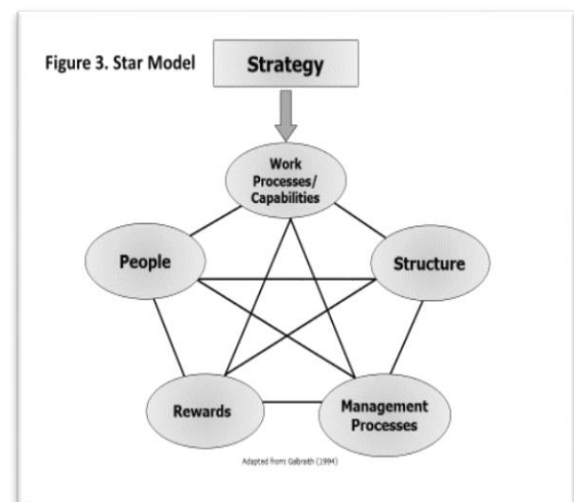 Figure 3. Star Model
Strategy
Work
Processes/
Capabilities
People
Structure
Rewards
Management
Processes
Adapted from: Galbraith (1994)